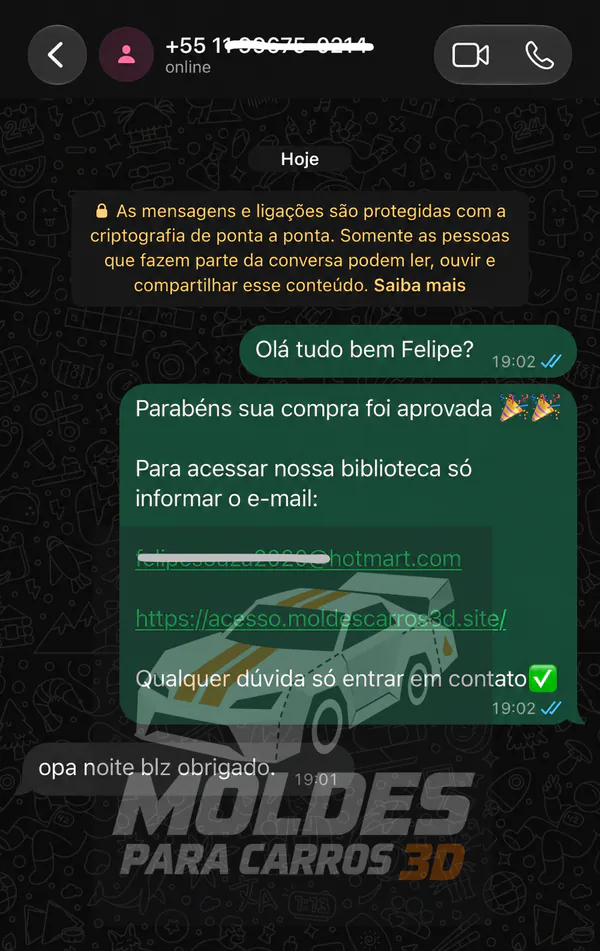 +55 11
online
Hoje
As mensagens e ligações são protegidas com a
criptografia de ponta a ponta. Somente as pessoas
que fazem parte da conversa podem ler, ouvir e
compartilhar esse conteúdo. Saiba mais
Olá tudo bem Felipe? 19:02
Parabéns sua compra foi aprovada 🎉🎉
Para acessar nossa biblioteca só
informar o e-mail:
@hotmart.com
https://acesso.moldescarros3d.site/
Qualquer dúvida só entrar em contato✅
19:02
opa noite blz obrigado. 19:01
MOLDES
PARA CARROS 3D